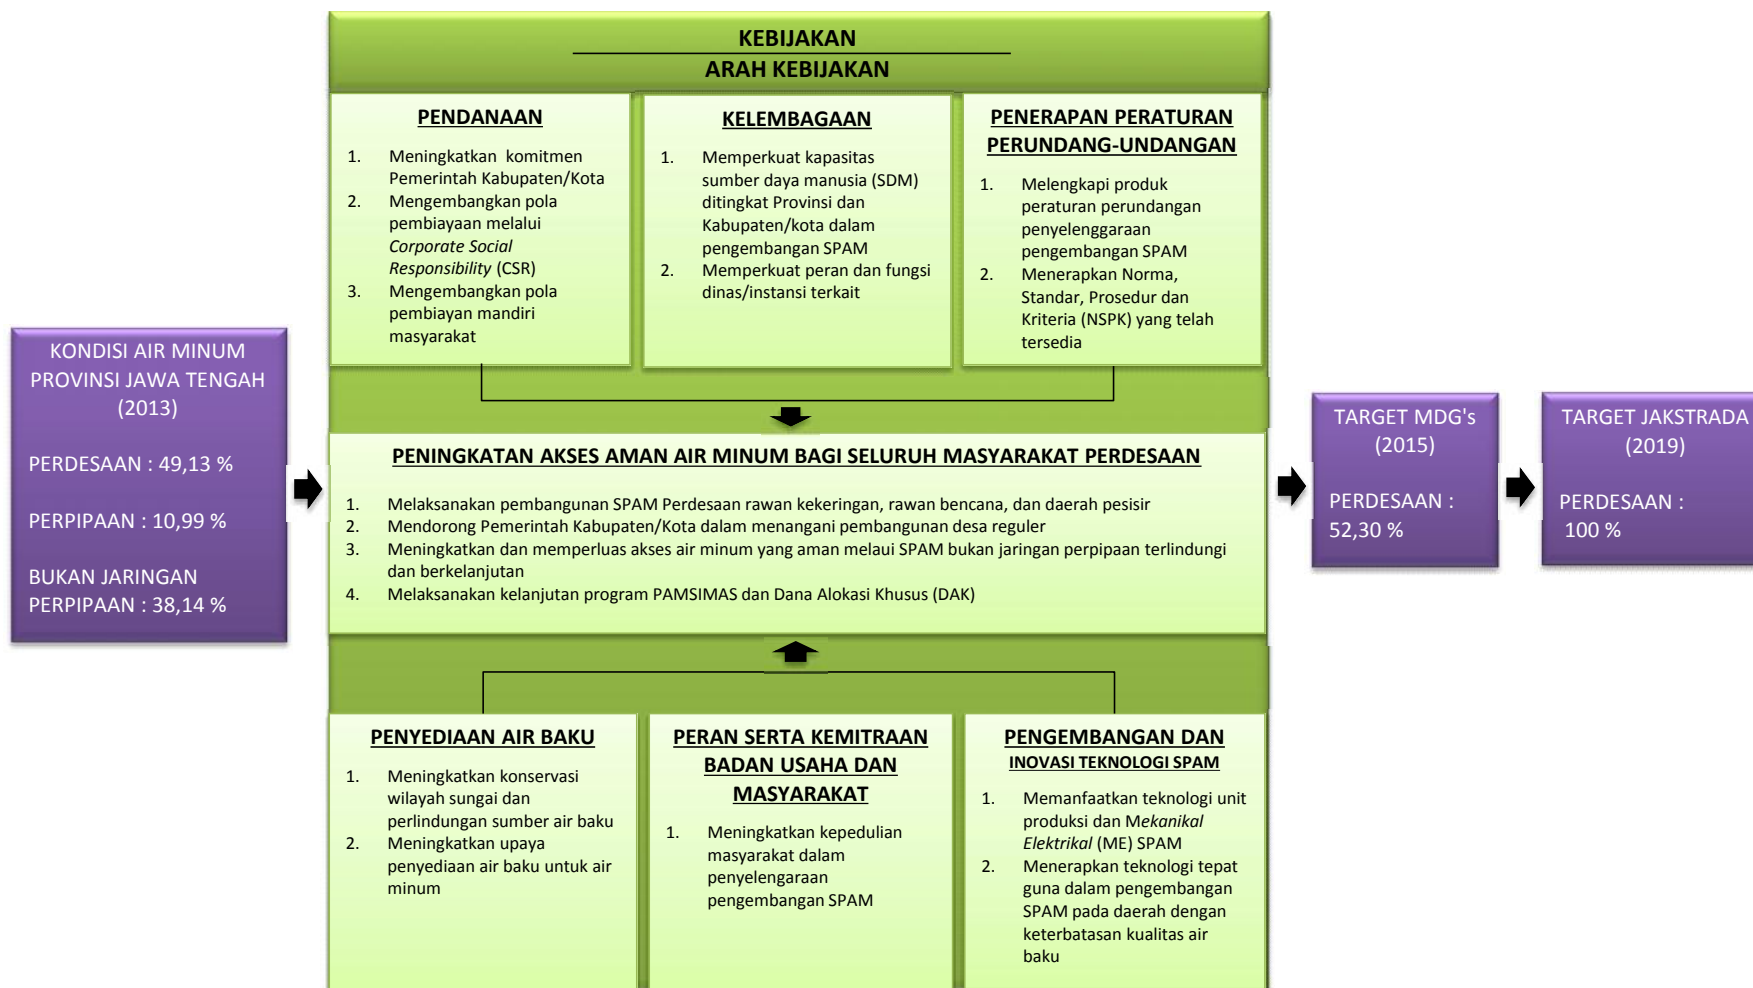 KEBIJAKAN
ARAH KEBIJAKAN
PENDANAAN
1. Meningkatkan komitmen
Pemerintah Kabupaten/Kota
2. Mengembangkan pola
pembiayaan melalui
Corporate Social
Responsibility (CSR)
3. Mengembangkan pola
pembiayan mandiri
masyarakat
KELEMBAGAAN
1. Memperkuat kapasitas
sumber daya manusia (SDM)
ditingkat Provinsi dan
Kabupaten/kota dalam
pengembangan SPAM
2. Memperkuat peran dan fungsi
dinas/instansi terkait
PENERAPAN PERATURAN
PERUNDANG-UNDANGAN
1. Melengkapi produk
peraturan perundangan
penyelenggaraan
pengembangan SPAM
2. Menerapkan Norma,
Standar, Prosedur dan
Kriteria (NSPK) yang telah
tersedia
KONDISI AIR MINUM
PROVINSI JAWA TENGAH
(2013)
PERDESAAN : 49,13 %
PERPIPAAN : 10,99 %
BUKAN JARINGAN
PERPIPAAN : 38,14 %
PENINGKATAN AKSES AMAN AIR MINUM BAGI SELURUH MASYARAKAT PERDESAAN
1. Melaksanakan pembangunan SPAM Perdesaan rawan kekeringan, rawan bencana, dan daerah pesisir
2. Mendorong Pemerintah Kabupaten/Kota dalam menangani pembangunan desa reguler
3. Meningkatkan dan memperluas akses air minum yang aman melaui SPAM bukan jaringan perpipaan terlindungi
dan berkelanjutan
4. Melaksanakan kelanjutan program PAMSIMAS dan Dana Alokasi Khusus (DAK)
TARGET MDG's
(2015)
PERDESAAN :
52,30 %
TARGET JAKSTRADA
(2019)
PERDESAAN :
100 %
PENYEDIAAN AIR BAKU
1. Meningkatkan konservasi
wilayah sungai dan
perlindungan sumber air baku
2. Meningkatkan upaya
penyediaan air baku untuk air
minum
PERAN SERTA KEMITRAAN
BADAN USAHA DAN
MASYARAKAT
1. Meningkatkan kepedulian
masyarakat dalam
penyelengaraan
pengembangan SPAM
PENGEMBANGAN DAN
INOVASI TEKNOLOGI SPAM
1. Memanfaatkan teknologi unit
produksi dan Mekanikal
Elektrikal (ME) SPAM
2. Menerapkan teknologi tepat
guna dalam pengembangan
SPAM pada daerah dengan
keterbatasan kualitas air
baku